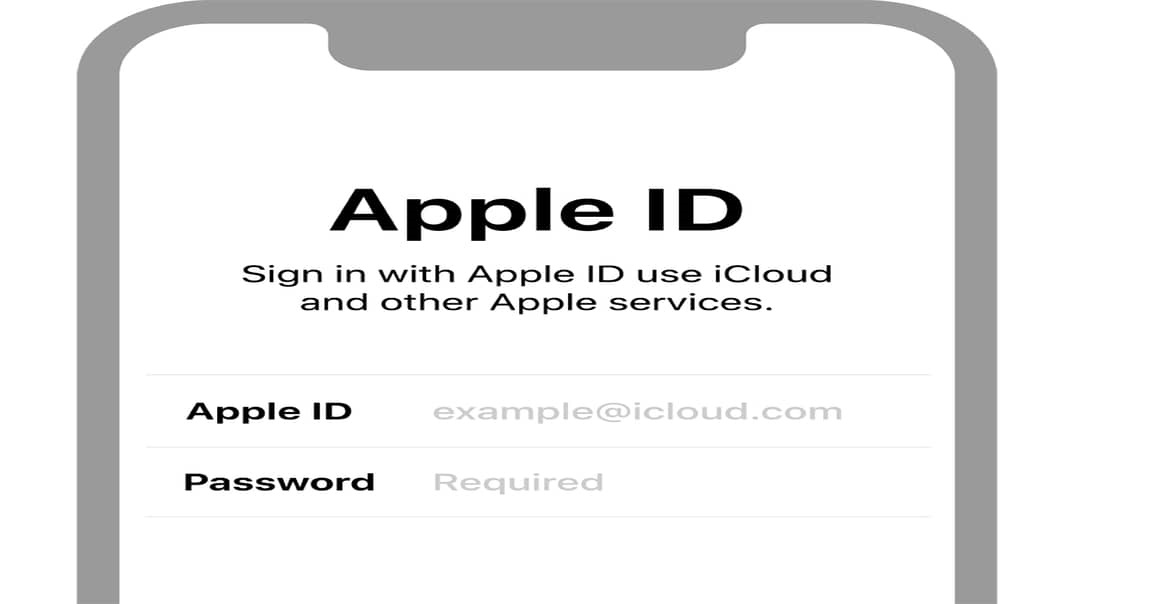 Apple ID
Sign in with Apple ID use iCloud
and other Apple services.
Apple ID example@icloud.com
Password Required